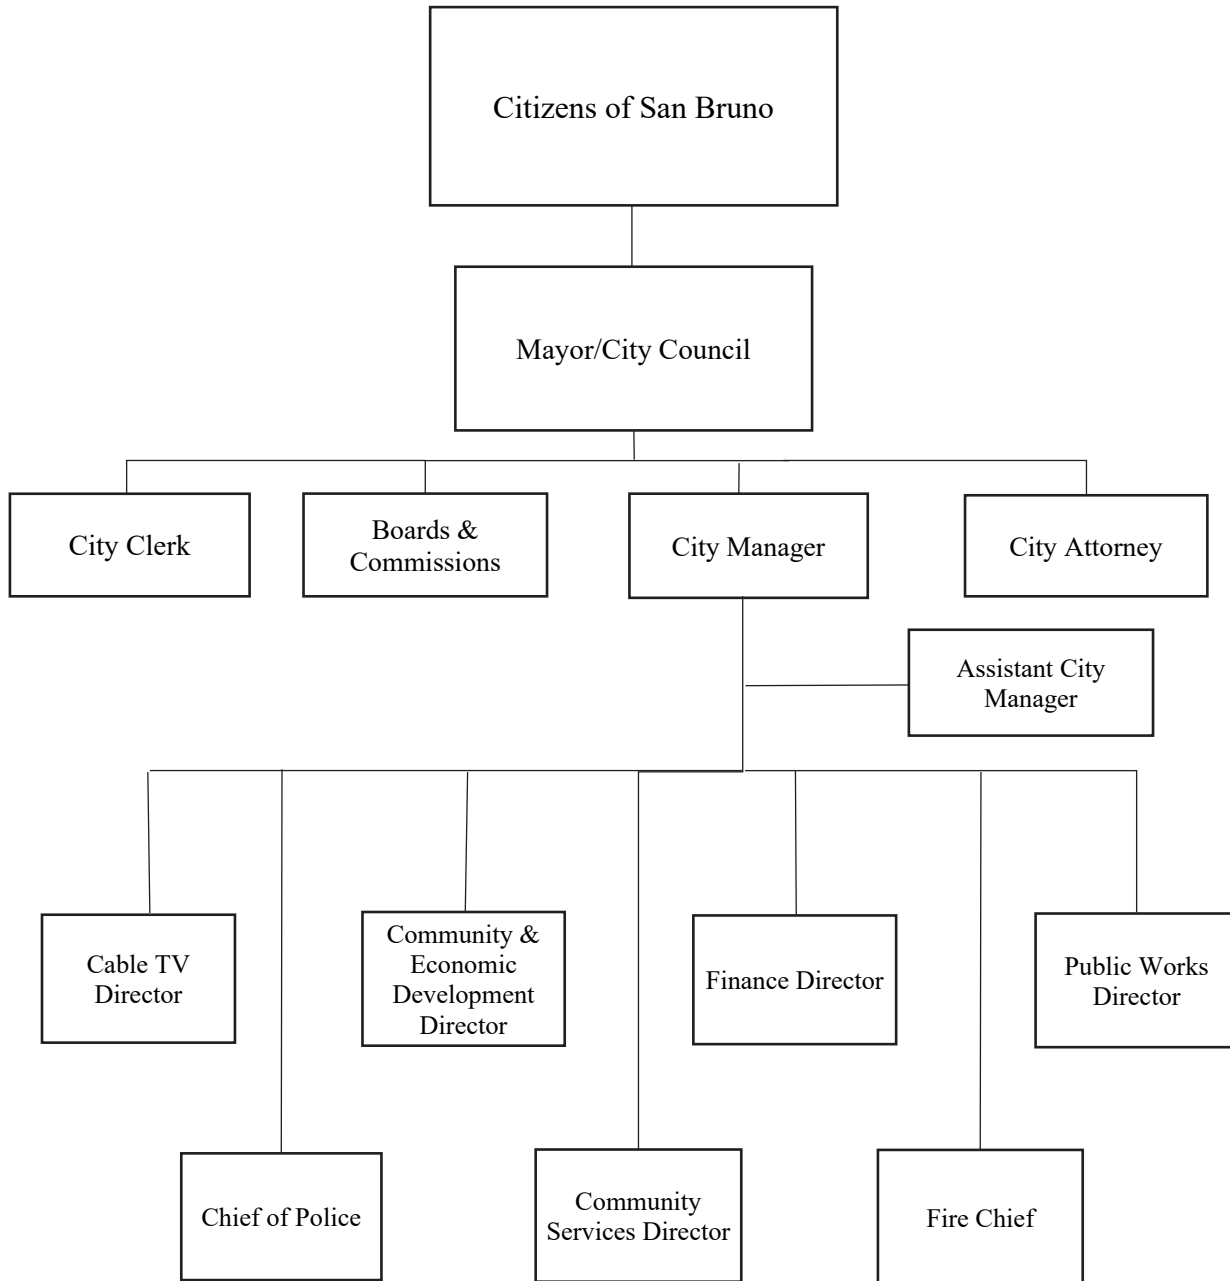 Citizens of San Bruno
Mayor/City Council
City Clerk
Boards &
Commissions
City Manager
City Attorney
Assistant City
Manager
Cable TV
Director
Community &
Economic
Development
Director
Finance Director
Public Works
Director
Chief of Police
Community
Services Director
Fire Chief